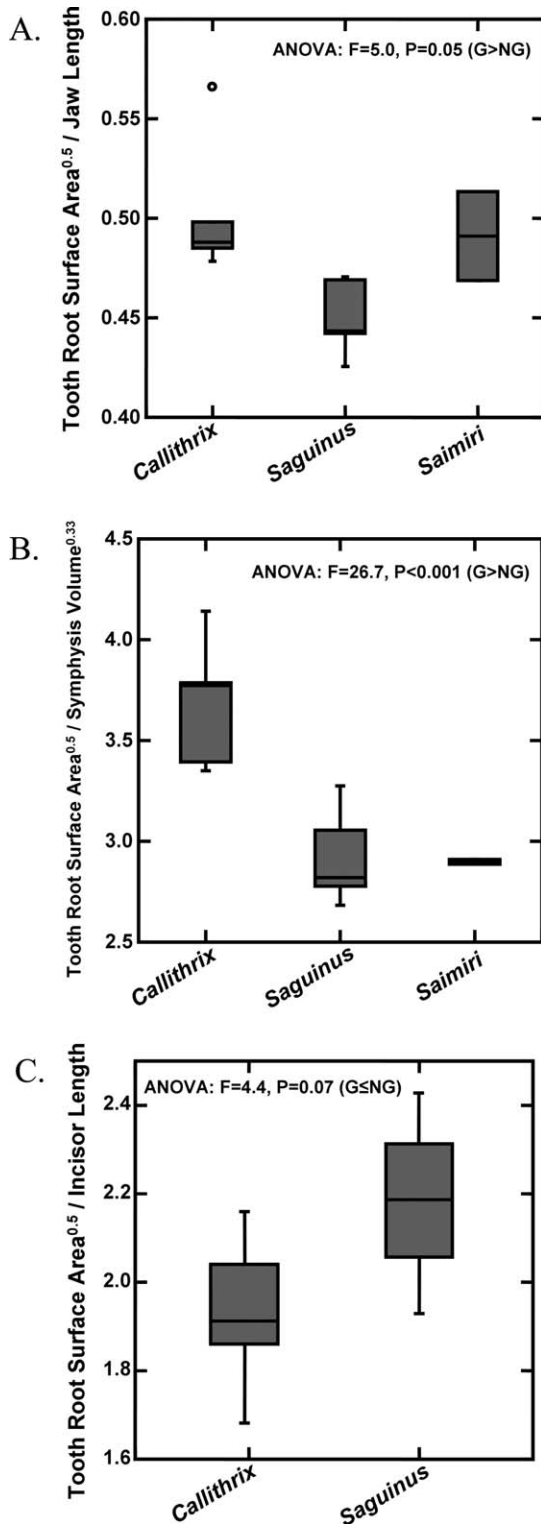 A.
Tooth Root Surface Area0.5 / Jaw Length
0.60
0.55
0.50
0.45
0.40
ANOVA: F=5.0, P=0.05 (G>NG)
Callithrix
Saguinus
Saimiri
B.
Tooth Root Surface Area0.5 / Symphysis Volume0.33
4.5
4.0
3.5
3.0
2.5
ANOVA: F=26.7, P<0.001 (G>NG)
Callithrix
Saguinus
Saimiri
C.
Tooth Root Surface Area0.5 / Incisor Length
2.4
2.2
2.0
1.8
1.6
ANOVA: F=4.4, P=0.07 (G≤NG)
Callithrix
Saguinus